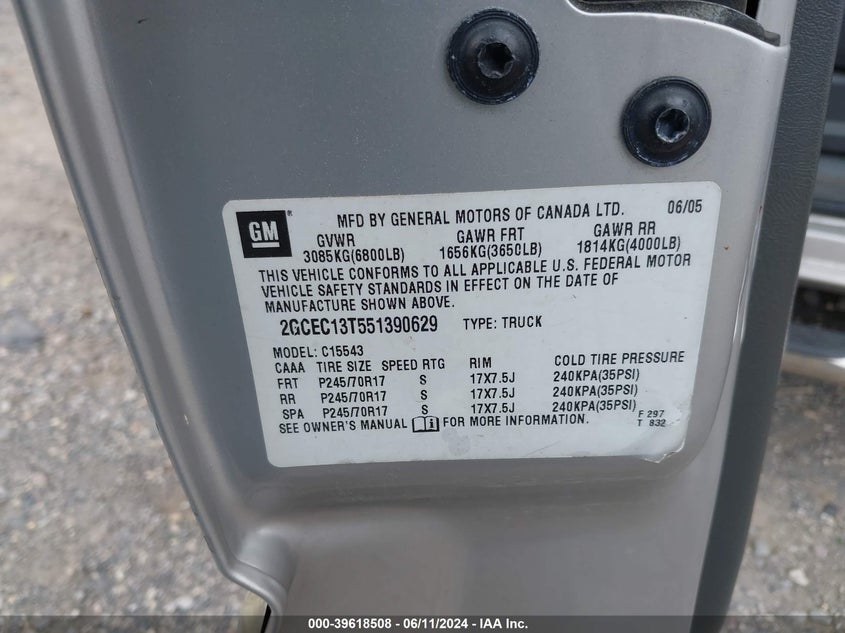 GM ® MFD BY GENERAL MOTORS OF CANADA LTD. 06/05
GVWR GAWR FRT GAWR RR
3085KG(6800LB) 1656KG(3650LB) 1814KG(4000LB)
THIS VEHICLE CONFORMS TO ALL APPLICABLE U.S. FEDERAL MOTOR
VEHICLE SAFETY STANDARDS IN EFFECT ON THE DATE OF
MANUFACTURE SHOWN ABOVE.
2GCEC13T551390629 TYPE: TRUCK
MODEL: C15543
CAAA TIRE SIZE SPEED RTG RIM COLD TIRE PRESSURE
FRT P245/70R17 S 17X7.5J 240KPA(35PSI)
RR P245/70R17 S 17X7.5J 240KPA(35PSI)
SPA P245/70R17 S 17X7.5J 240KPA(35PSI)
SEE OWNER'S MANUAL FOR MORE INFORMATION.
F 297
T 832
000-39618508 - 06/11/2024 - IAA Inc.